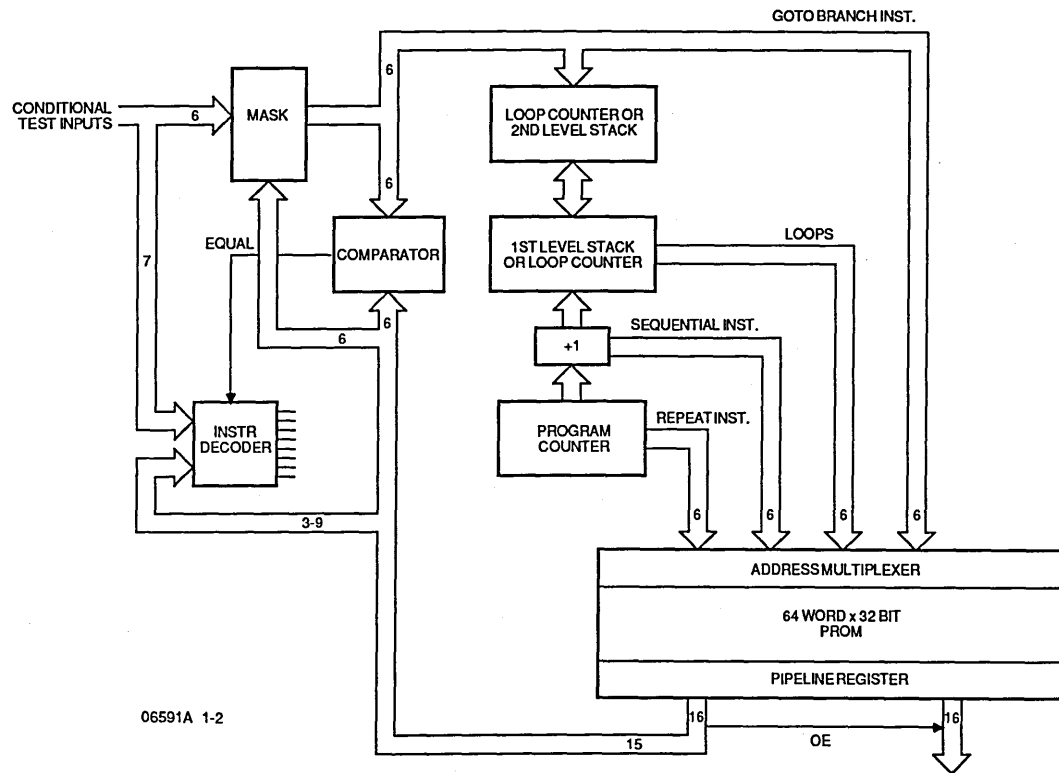 GOTO BRANCH INST.
6
CONDITIONAL
TEST INPUTS
6
MASK
LOOP COUNTER OR
2ND LEVEL STACK
6
7
EQUAL
COMPARATOR
1ST LEVEL STACK
OR LOOP COUNTER
LOOPS
6
6
+1
SEQUENTIAL INST.
INSTR
DECODER
PROGRAM
COUNTER
REPEAT INST.
3-9
6
6
6
6
ADDRESS MULTIPLEXER
64 WORD x 32 BIT
PROM
PIPELINE REGISTER
06591A 1-2
16
16
15
OE